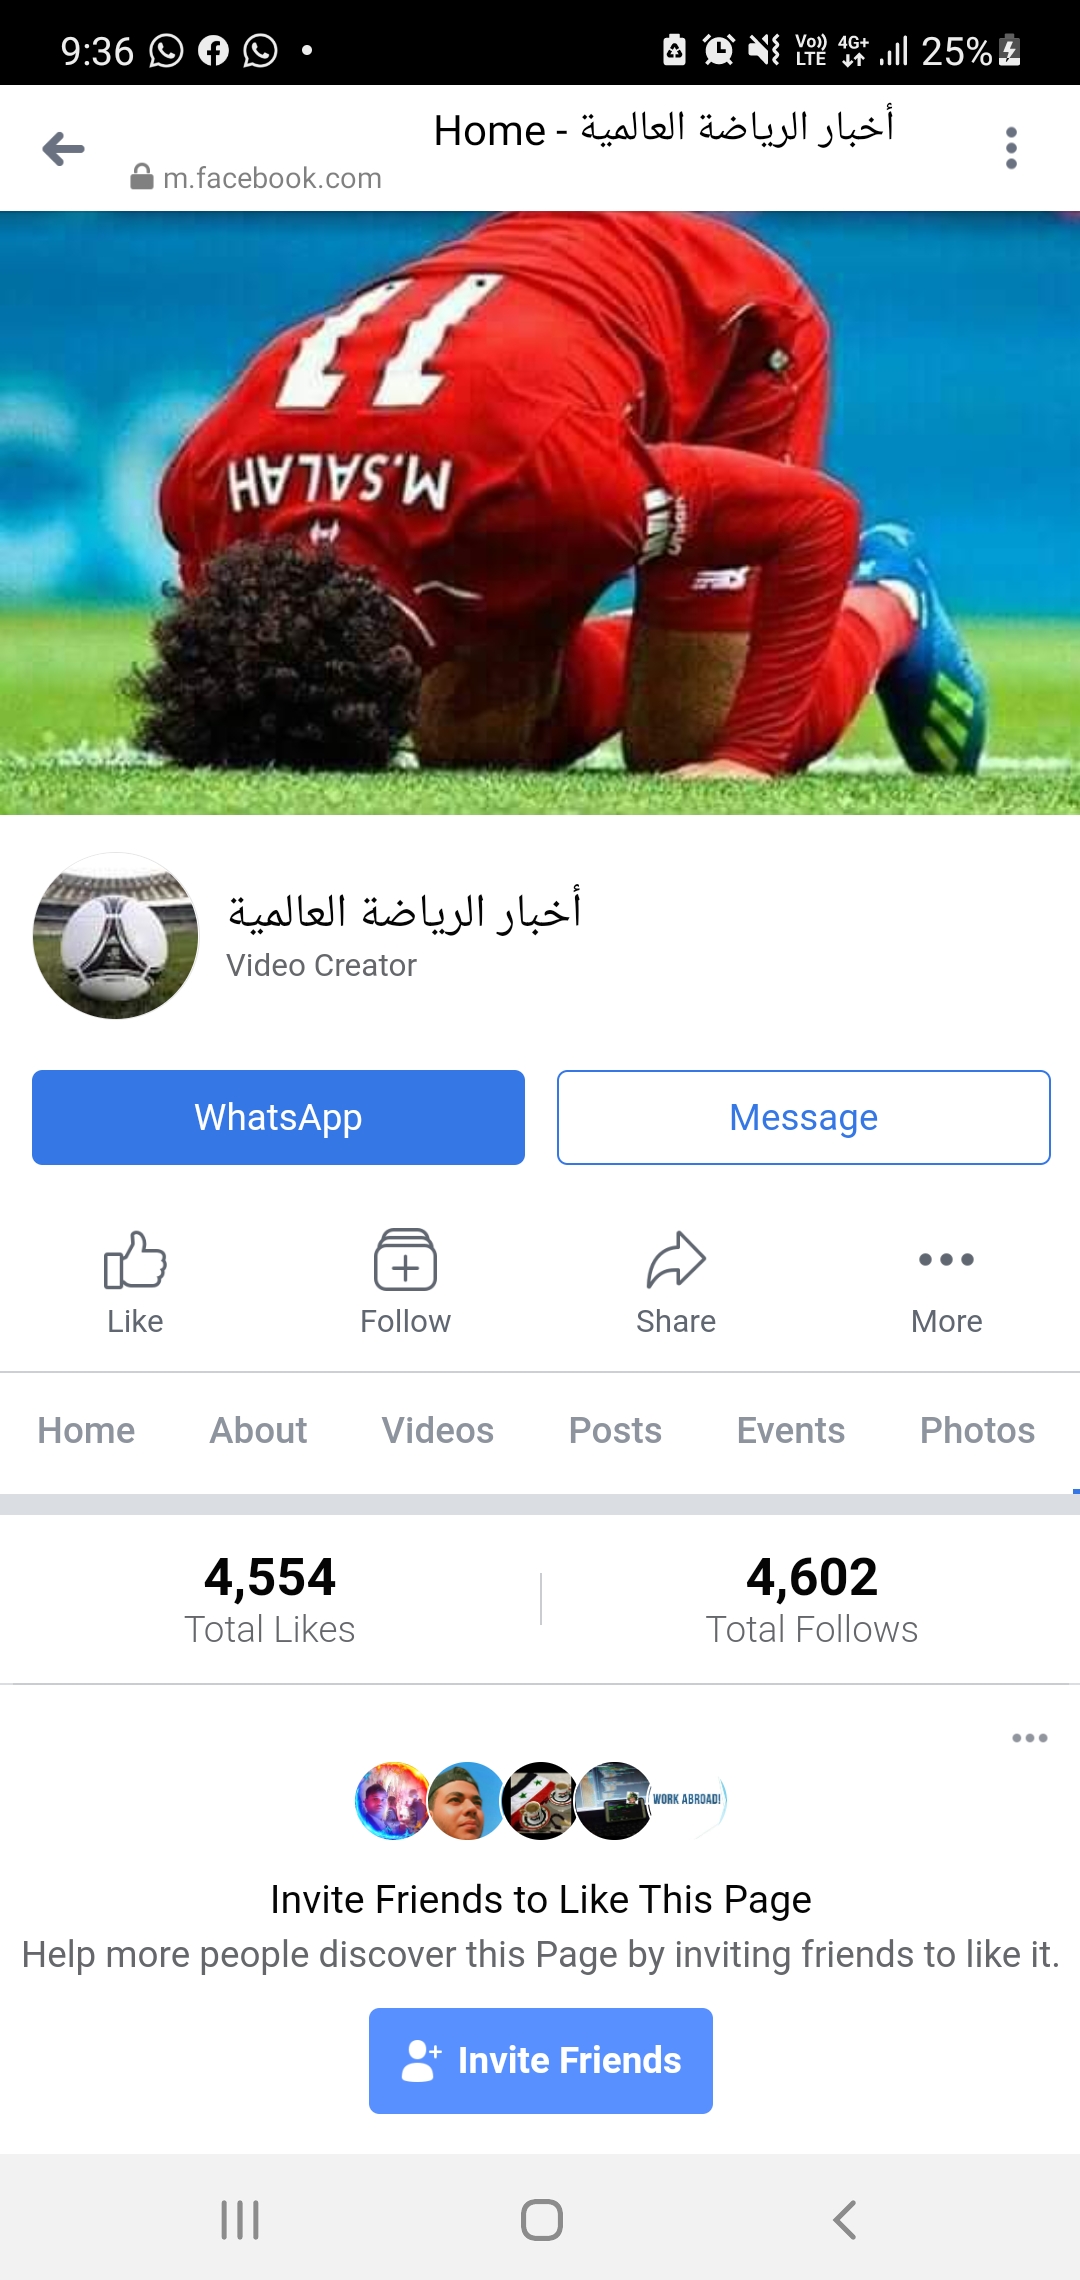 9:36
Vo)) LTE 4G+ 25%
Home - أخبار الرياضة العالمية
m.facebook.com
11
M.SALAH
أخبار الرياضة العالمية
Video Creator
WhatsApp Message
Like Follow Share More
Home About Videos Posts Events Photos
4,554 4,602
Total Likes Total Follows
WORK ABROAD!
Invite Friends to Like This Page
Help more people discover this Page by inviting friends to like it.
Invite Friends